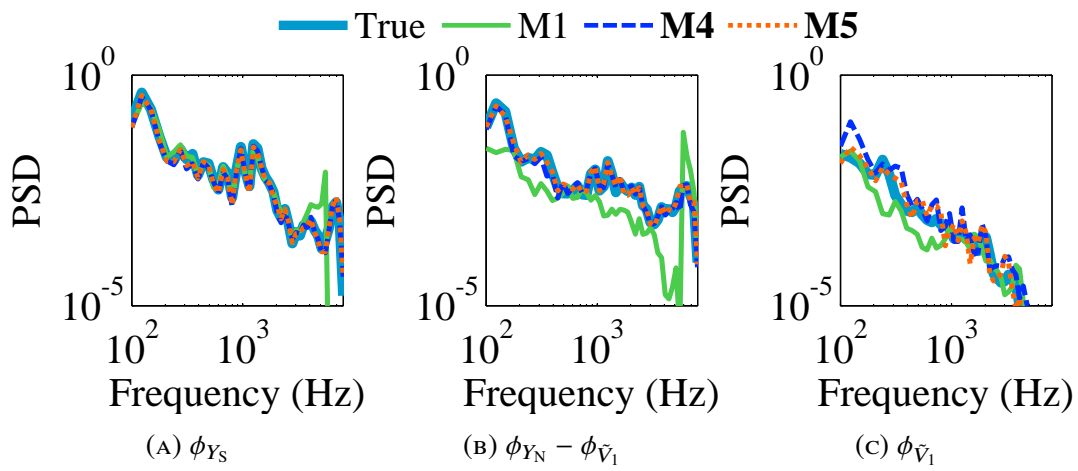 True M1 M4 M5
10^0 10^0 10^0
PSD PSD PSD
10^-5 10^-5 10^-5
10^2 10^3 10^2 10^3 10^2 10^3
Frequency (Hz) Frequency (Hz) Frequency (Hz)
(A) ϕ_{Y_S} (B) ϕ_{Y_N} − ϕ_{Ṽ_1} (C) ϕ_{Ṽ_1}